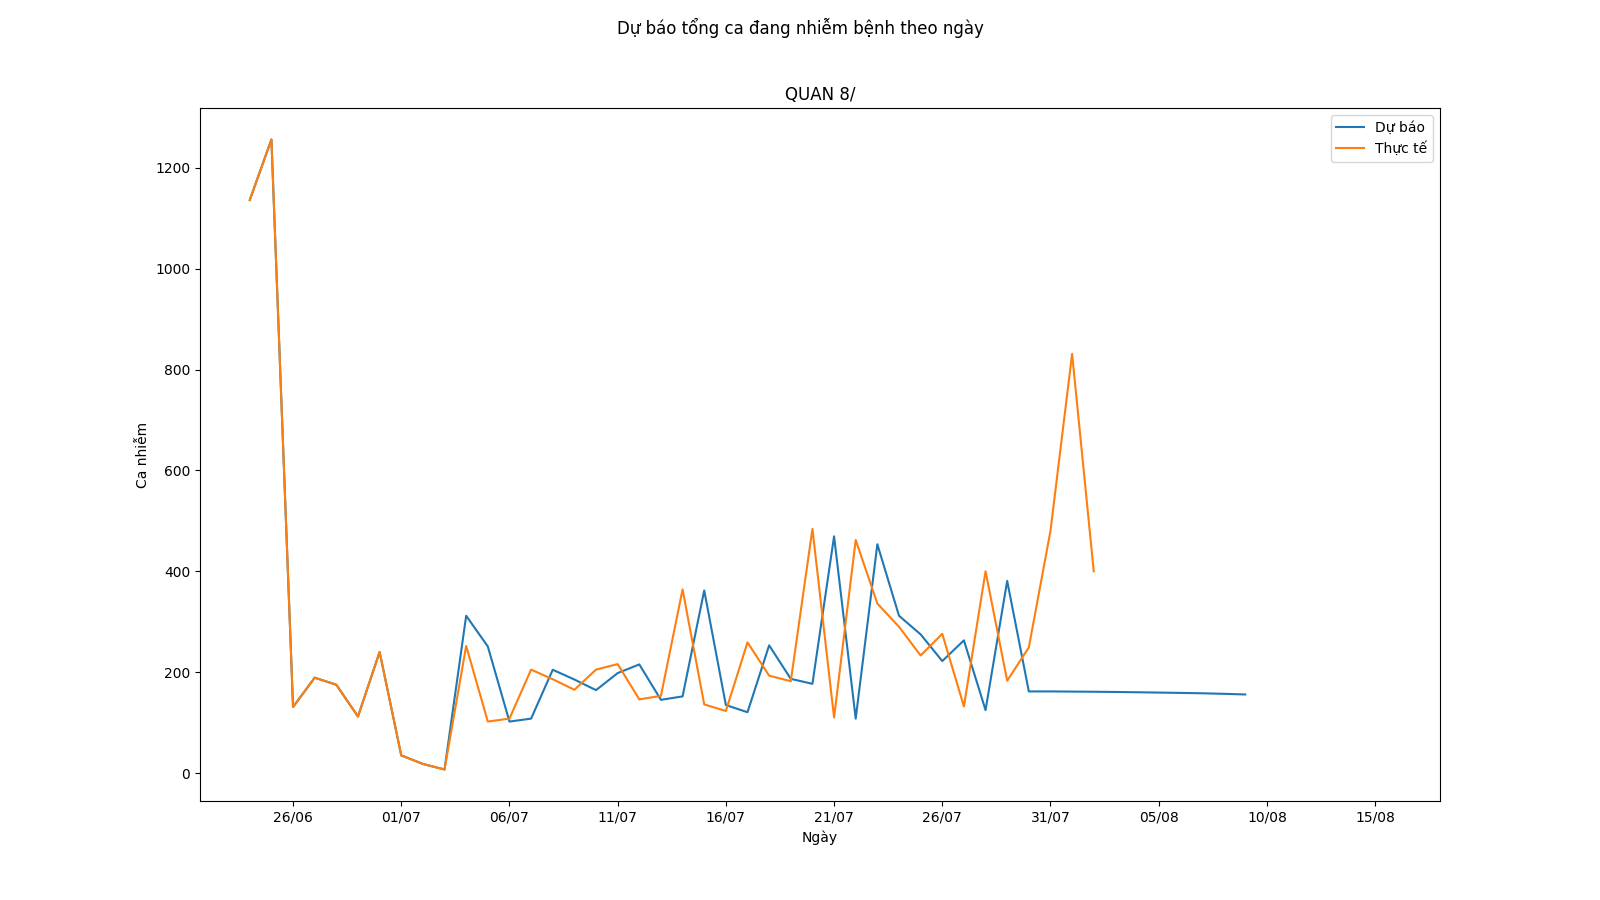 Dự báo tổng ca đang nhiễm bệnh theo ngày
QUAN 8/
Dự báo
Thực tế
1200
1000
800
600
400
200
0
Ca nhiễm
26/06 01/07 06/07 11/07 16/07 21/07 26/07 31/07 05/08 10/08 15/08
Ngày